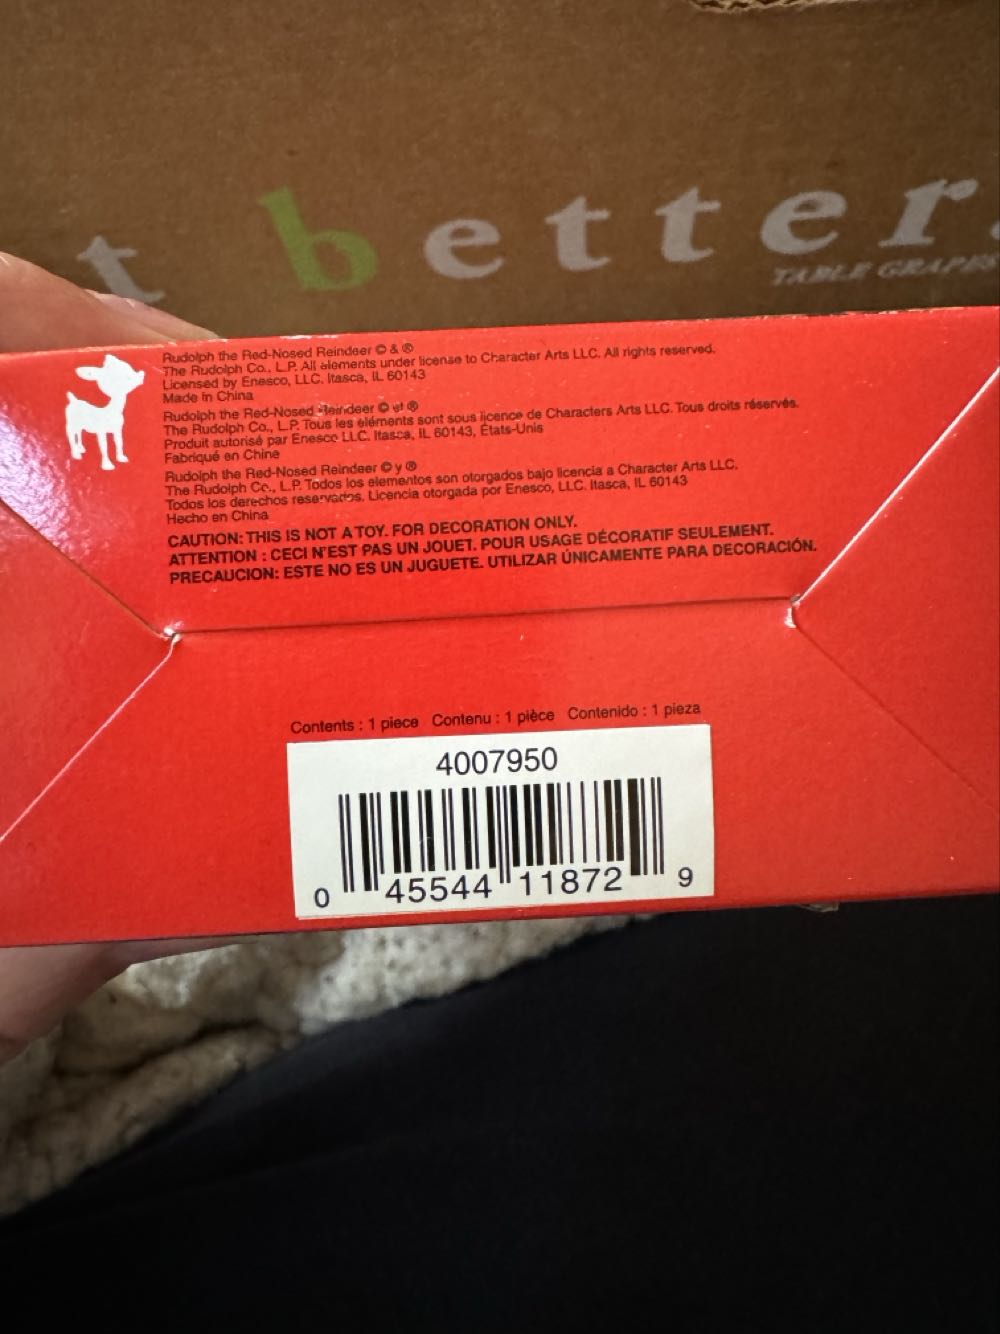 t better.
TABLE GRAPES
Rudolph the Red-Nosed Reindeer © & ®
The Rudolph Co., L.P. All elements under license to Character Arts LLC. All rights reserved.
Licensed by Enesco, LLC. Itasca, IL 60143
Made in China
Rudolph the Red-Nosed Reindeer © et ®
The Rudolph Co., L.P. Tous les éléments sont sous licence de Characters Arts LLC. Tous droits réservés.
Produit autorisé par Enesco LLC. Itasca, IL 60143, États-Unis
Fabriqué en Chine
Rudolph the Red-Nosed Reindeer © y ®
The Rudolph Co., L.P. Todos los elementos son otorgados bajo licencia a Character Arts LLC.
Todos los derechos reservados. Licencia otorgada por Enesco, LLC. Itasca, IL 60143
Hecho en China
CAUTION: THIS IS NOT A TOY. FOR DECORATION ONLY.
ATTENTION : CECI N'EST PAS UN JOUET. POUR USAGE DÉCORATIF SEULEMENT.
PRECAUCION: ESTE NO ES UN JUGUETE. UTILIZAR ÚNICAMENTE PARA DECORACIÓN.
Contents : 1 piece Contenu : 1 pièce Contenido : 1 pieza
4007950
0 45544 11872 9